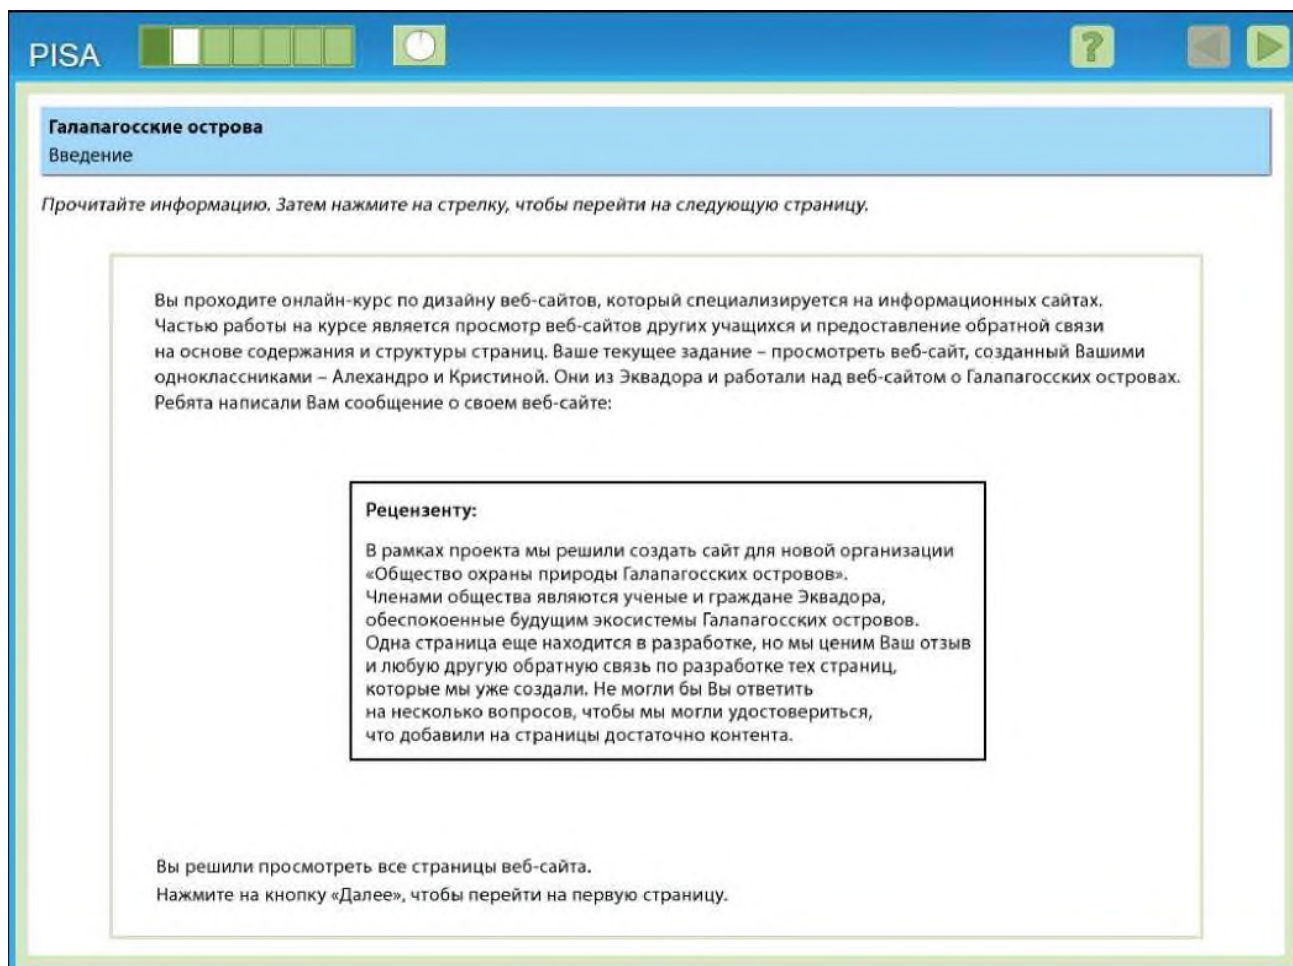 PISA
?
Галапагосские острова
Введение
Прочитайте информацию. Затем нажмите на стрелку, чтобы перейти на следующую страницу.
Вы проходите онлайн-курс по дизайну веб-сайтов, который специализируется на информационных сайтах.
Частью работы на курсе является просмотр веб-сайтов других учащихся и предоставление обратной связи
на основе содержания и структуры страниц. Ваше текущее задание – просмотреть веб-сайт, созданный Вашими
одноклассниками – Алехандро и Кристиной. Они из Эквадора и работали над веб-сайтом о Галапагосских островах.
Ребята написали Вам сообщение о своем веб-сайте:
Рецензенту:
В рамках проекта мы решили создать сайт для новой организации
«Общество охраны природы Галапагосских островов».
Членами общества являются ученые и граждане Эквадора,
обеспокоенные будущим экосистемы Галапагосских островов.
Одна страница еще находится в разработке, но мы ценим Ваш отзыв
и любую другую обратную связь по разработке тех страниц,
которые мы уже создали. Не могли бы Вы ответить
на несколько вопросов, чтобы мы могли удостовериться,
что добавили на страницы достаточно контента.
Вы решили просмотреть все страницы веб-сайта.
Нажмите на кнопку «Далее», чтобы перейти на первую страницу.